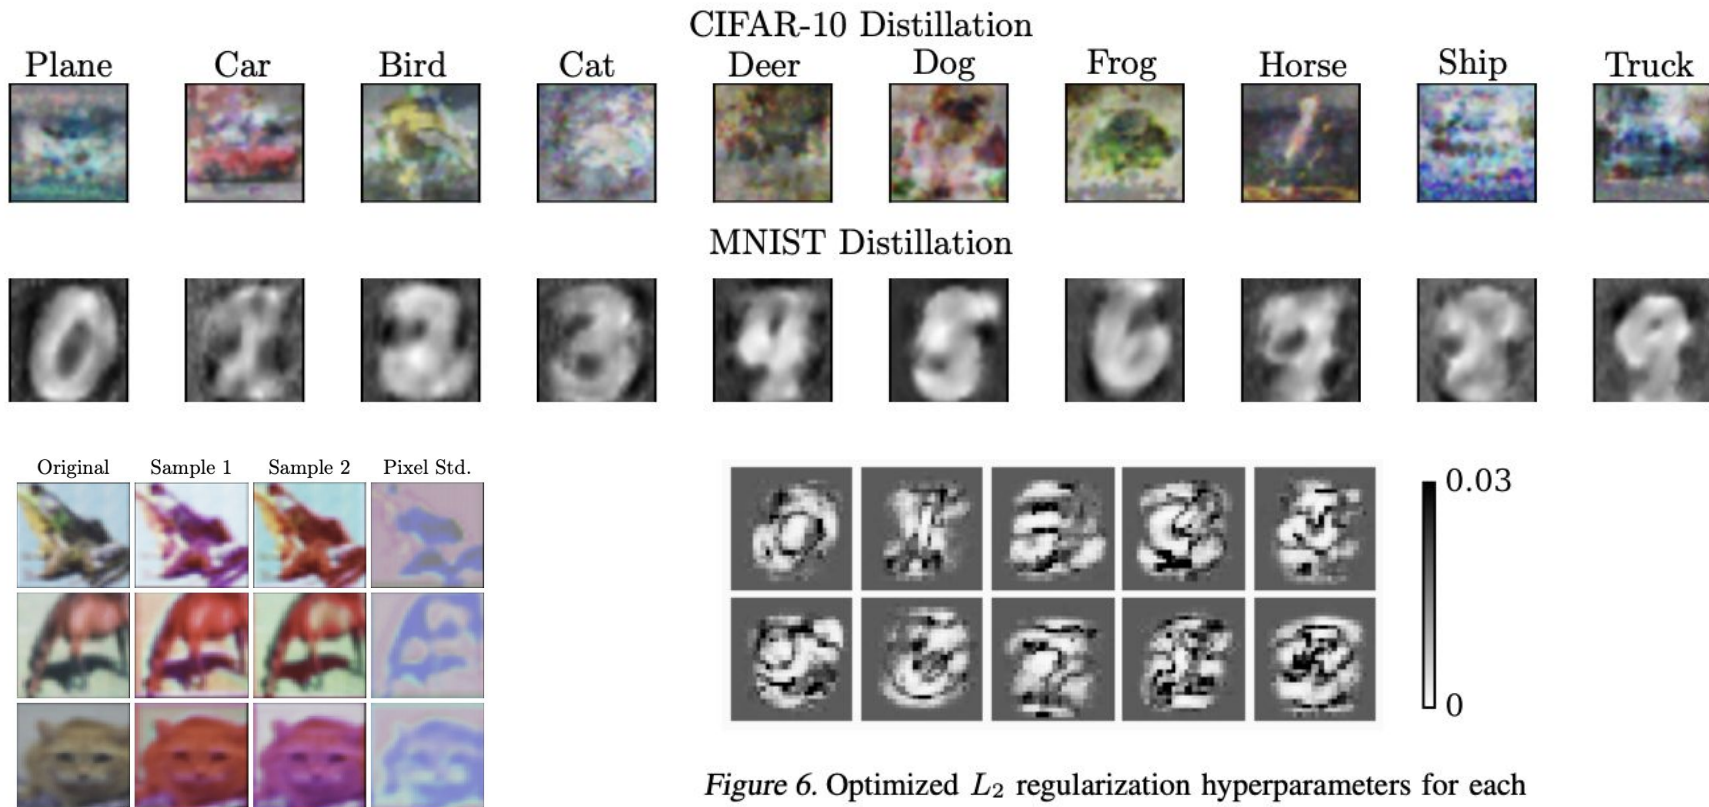 CIFAR-10 Distillation
Plane Car Bird Cat Deer Dog Frog Horse Ship Truck
MNIST Distillation
Original Sample 1 Sample 2 Pixel Std.
0.03
0
Figure 6. Optimized L₂ regularization hyperparameters for each